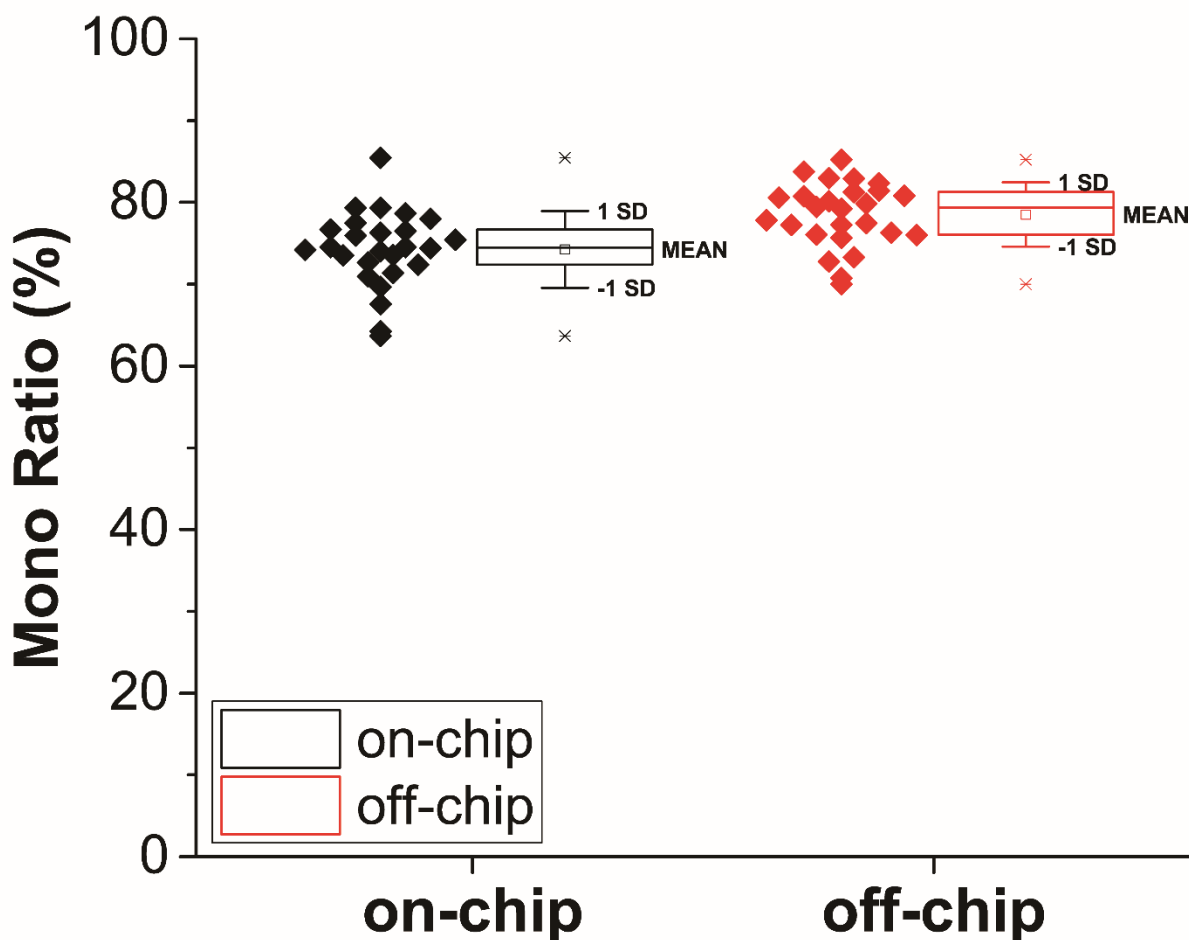 Mono Ratio (%)
100
80
60
40
20
0
1 SD
MEAN
-1 SD
1 SD
MEAN
-1 SD
on-chip
off-chip
on-chip
off-chip